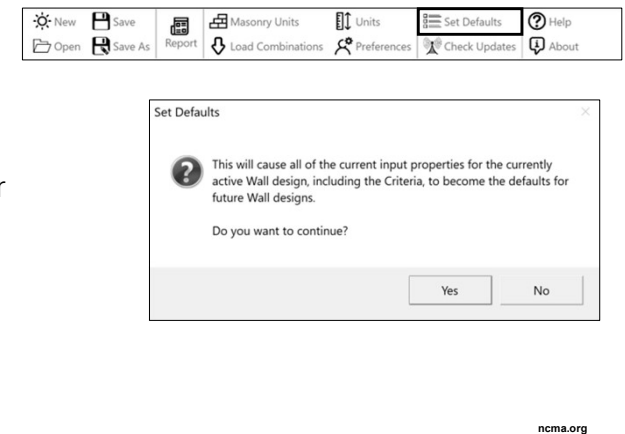 New Save Report Masonry Units Units Set Defaults Help
Open Save As Load Combinations Preferences Check Updates About
Set Defaults
This will cause all of the current input properties for the currently
active Wall design, including the Criteria, to become the defaults for
future Wall designs.
Do you want to continue?
r
Yes No
ncma.org